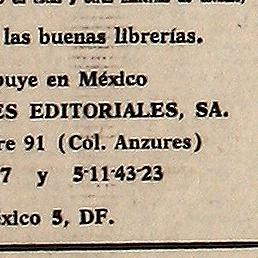 las buenas librerías.
buye en México
ES EDITORIALES, SA.
re 91 (Col. Anzures)
7 y 5-11-43-23
éxico 5, DF.